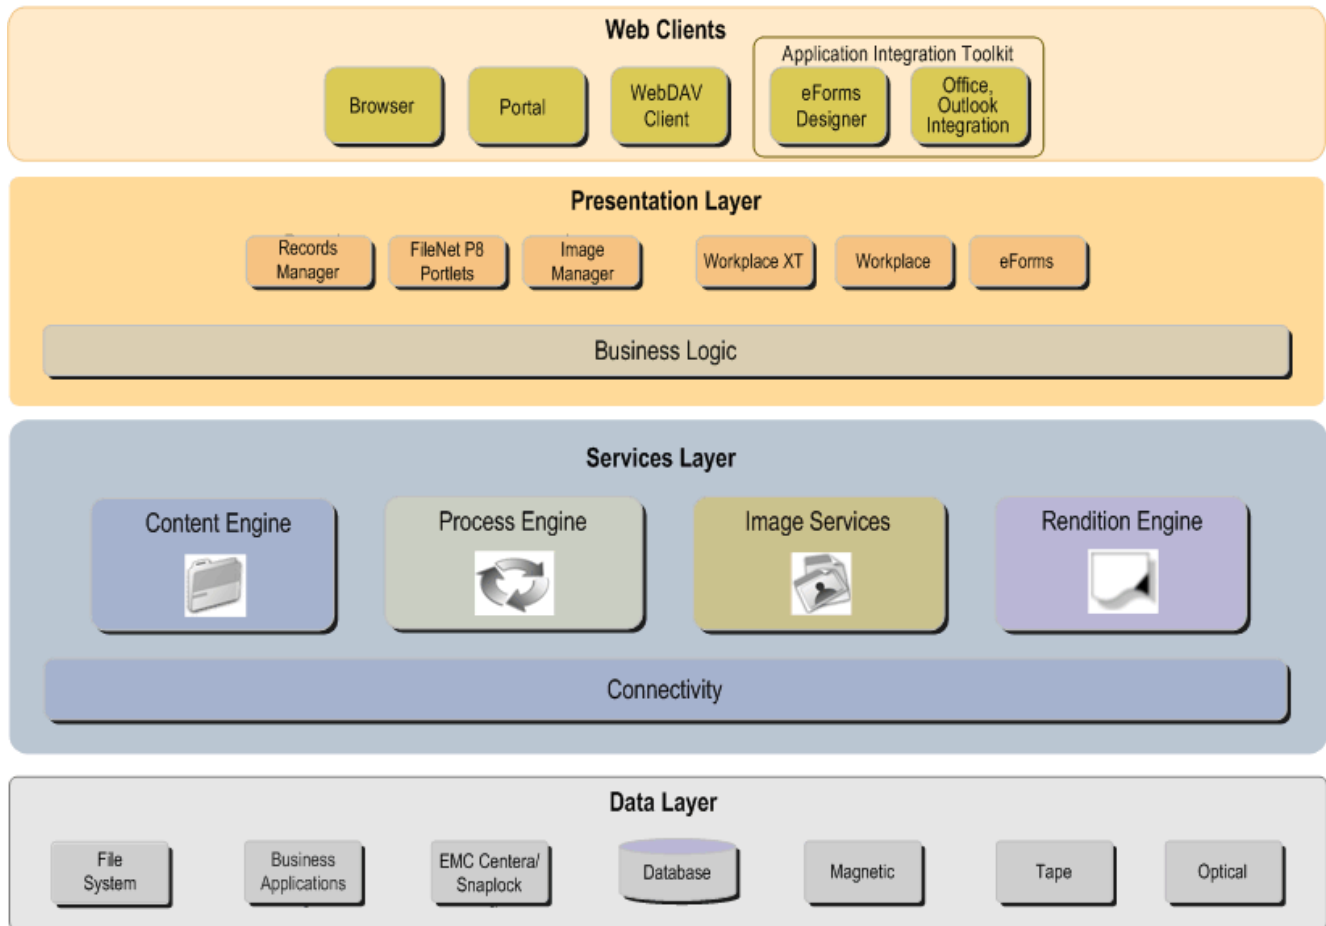 Web Clients
Application Integration Toolkit
Browser
Portal
WebDAV
Client
eForms
Designer
Office,
Outlook
Integration
Presentation Layer
Records
Manager
FileNet P8
Portlets
Image
Manager
Workplace XT
Workplace
eForms
Business Logic
Services Layer
Content Engine
Process Engine
Image Services
Rendition Engine
Connectivity
Data Layer
File
System
Business
Applications
EMC Centera/
Snaplock
Database
Magnetic
Tape
Optical